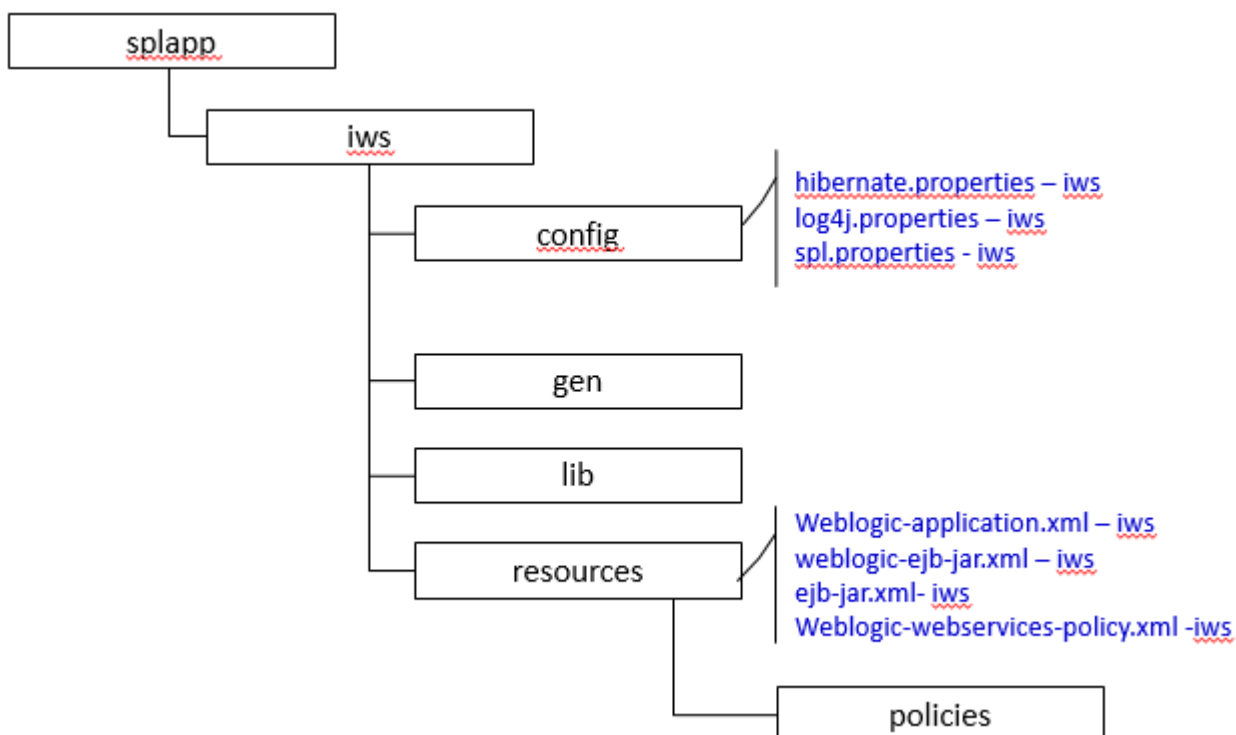 splapp
iws
config
hibernate.properties – iws
log4j.properties – iws
spl.properties - iws
gen
lib
resources
Weblogic-application.xml – iws
weblogic-ejb-jar.xml – iws
ejb-jar.xml- iws
Weblogic-webservices-policy.xml -iws
policies